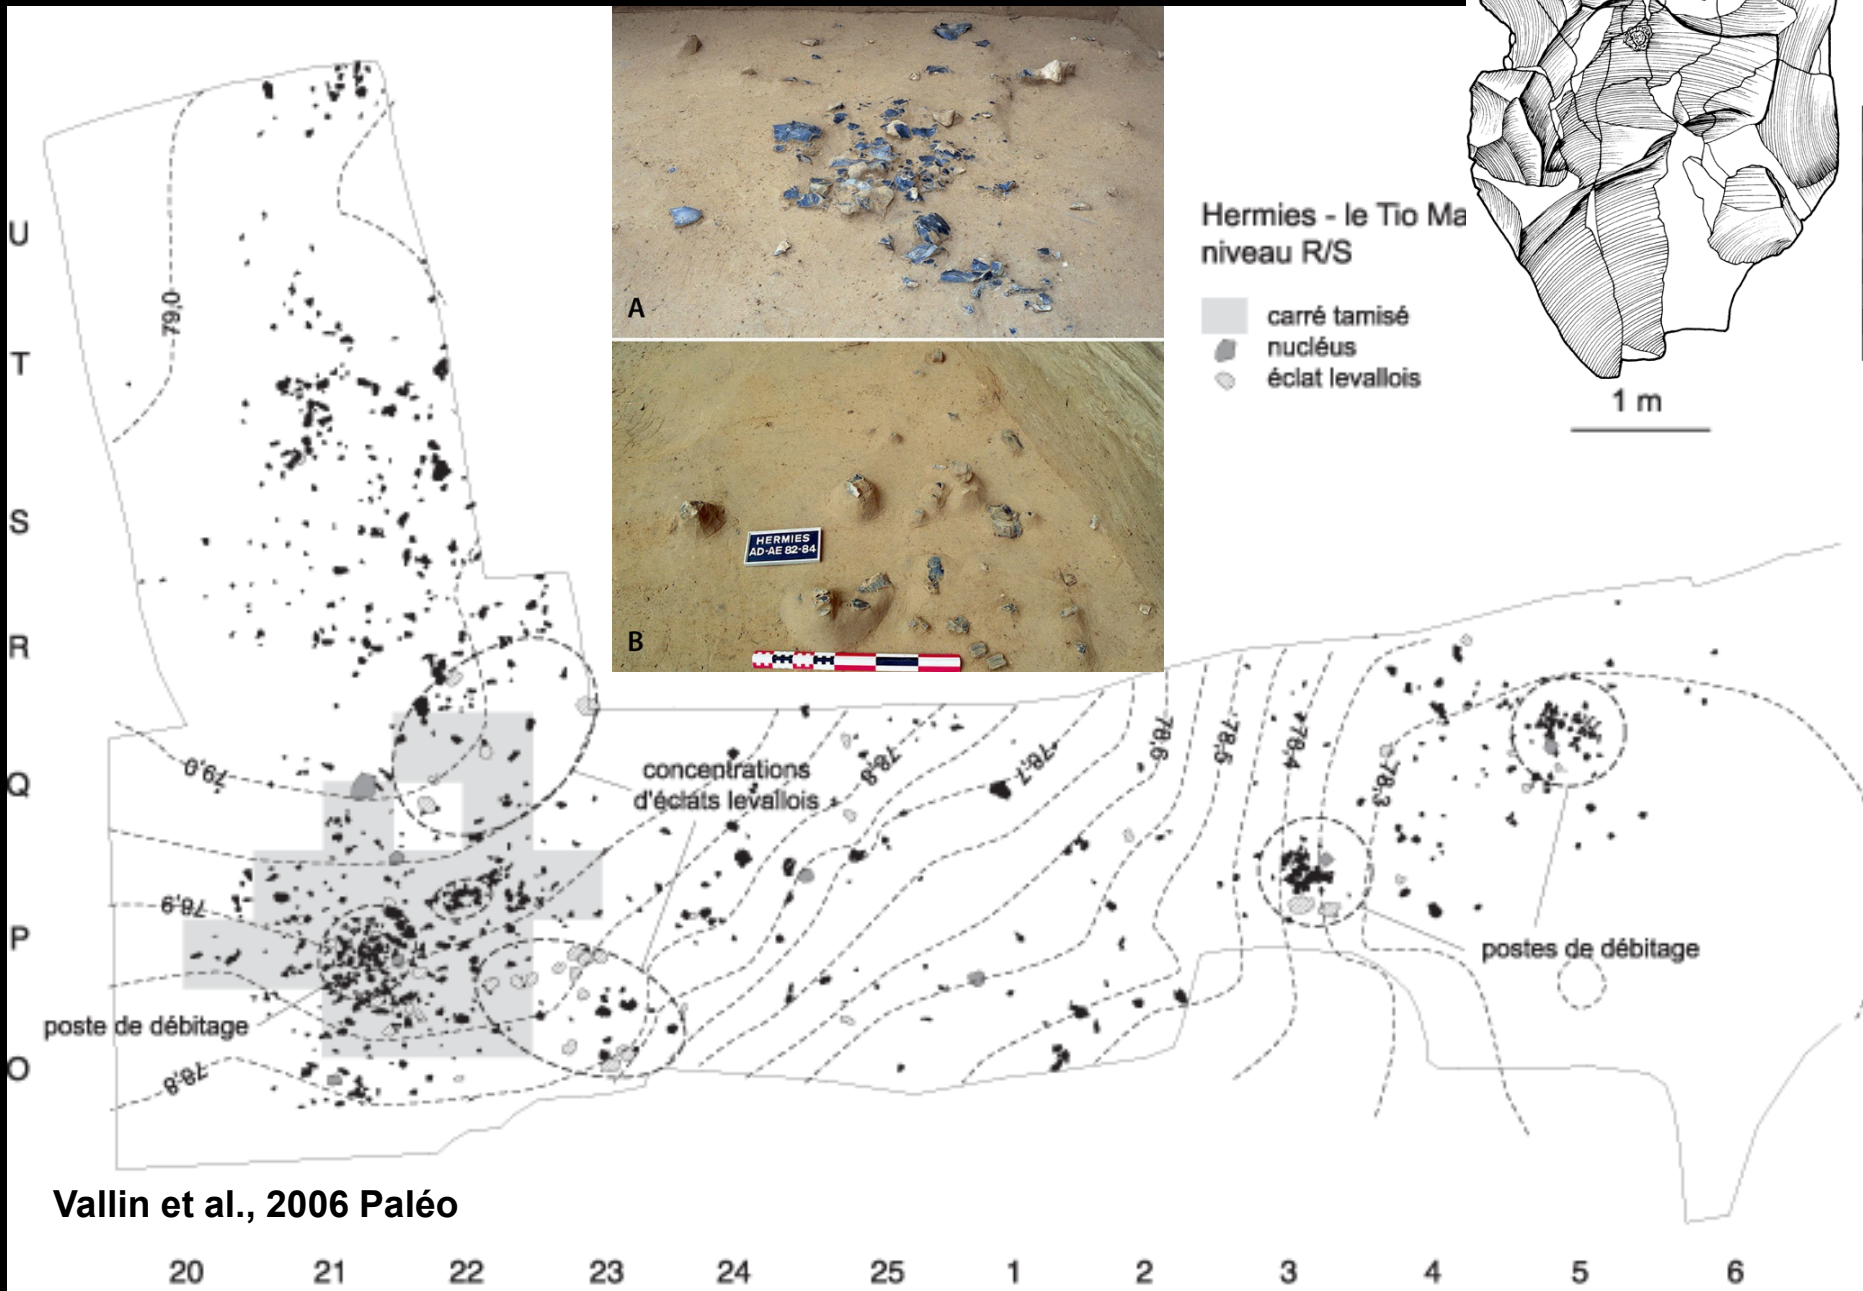 A
HERMIES
AD-AE 82-84
B
Hermies - le Tio Ma
niveau R/S
carré tamisé
nucléus
éclat levallois
1 m
U
T
S
R
Q
P
O
79,0
79,0
78,9
78,8
78,8
78,7
78,6
78,5
78,4
78,3
concentrations
d'éclats levallois
postes de débitage
poste de débitage
Vallin et al., 2006 Paléo
20 21 22 23 24 25 1 2 3 4 5 6